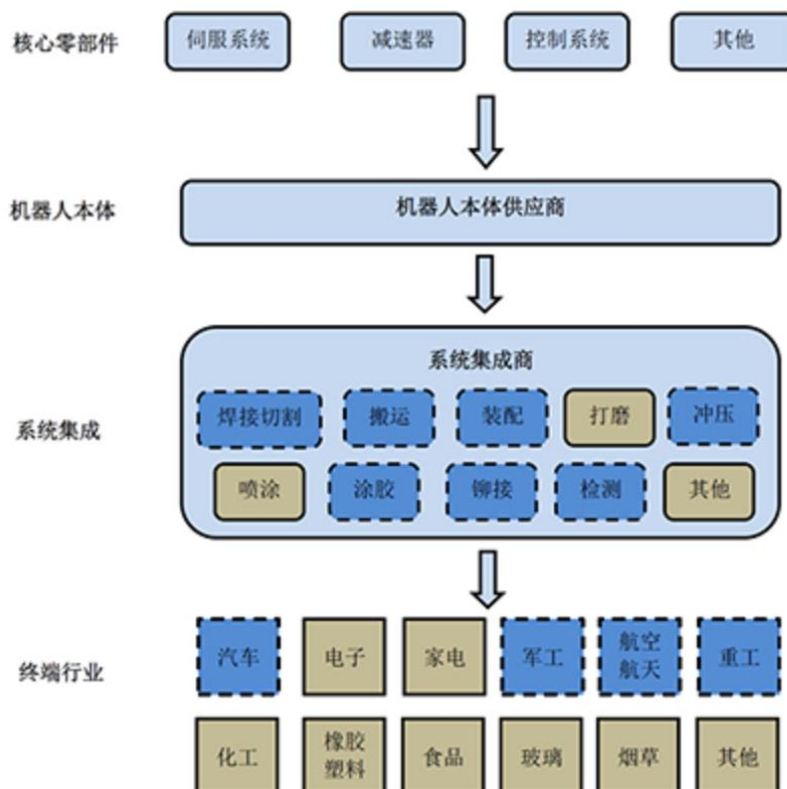 核心零部件 伺服系统 减速器 控制系统 其他
机器人本体 机器人本体供应商
系统集成商
焊接切割 搬运 装配 打磨 冲压
系统集成
喷涂 涂胶 铆接 检测 其他
汽车 电子 家电 军工 航空 航天 重工
终端行业
化工 橡胶 塑料 食品 玻璃 烟草 其他